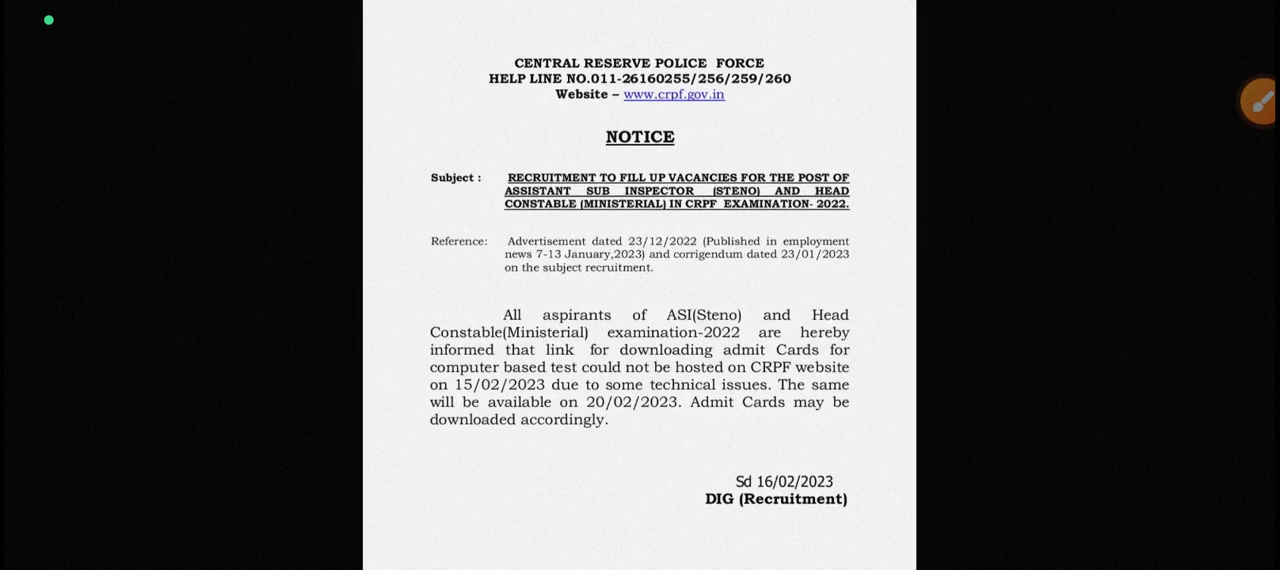 CENTRAL RESERVE POLICE FORCE
HELP LINE NO.011-26160255/256/259/260
Website – www.crpf.gov.in
NOTICE
Subject : RECRUITMENT TO FILL UP VACANCIES FOR THE POST OF
ASSISTANT SUB INSPECTOR (STENO) AND HEAD
CONSTABLE (MINISTERIAL) IN CRPF EXAMINATION- 2022.
Reference: Advertisement dated 23/12/2022 (Published in employment
news 7-13 January,2023) and corrigendum dated 23/01/2023
on the subject recruitment.
All aspirants of ASI(Steno) and Head
Constable(Ministerial) examination-2022 are hereby
informed that link for downloading admit Cards for
computer based test could not be hosted on CRPF website
on 15/02/2023 due to some technical issues. The same
will be available on 20/02/2023. Admit Cards may be
downloaded accordingly.
Sd 16/02/2023
DIG (Recruitment)